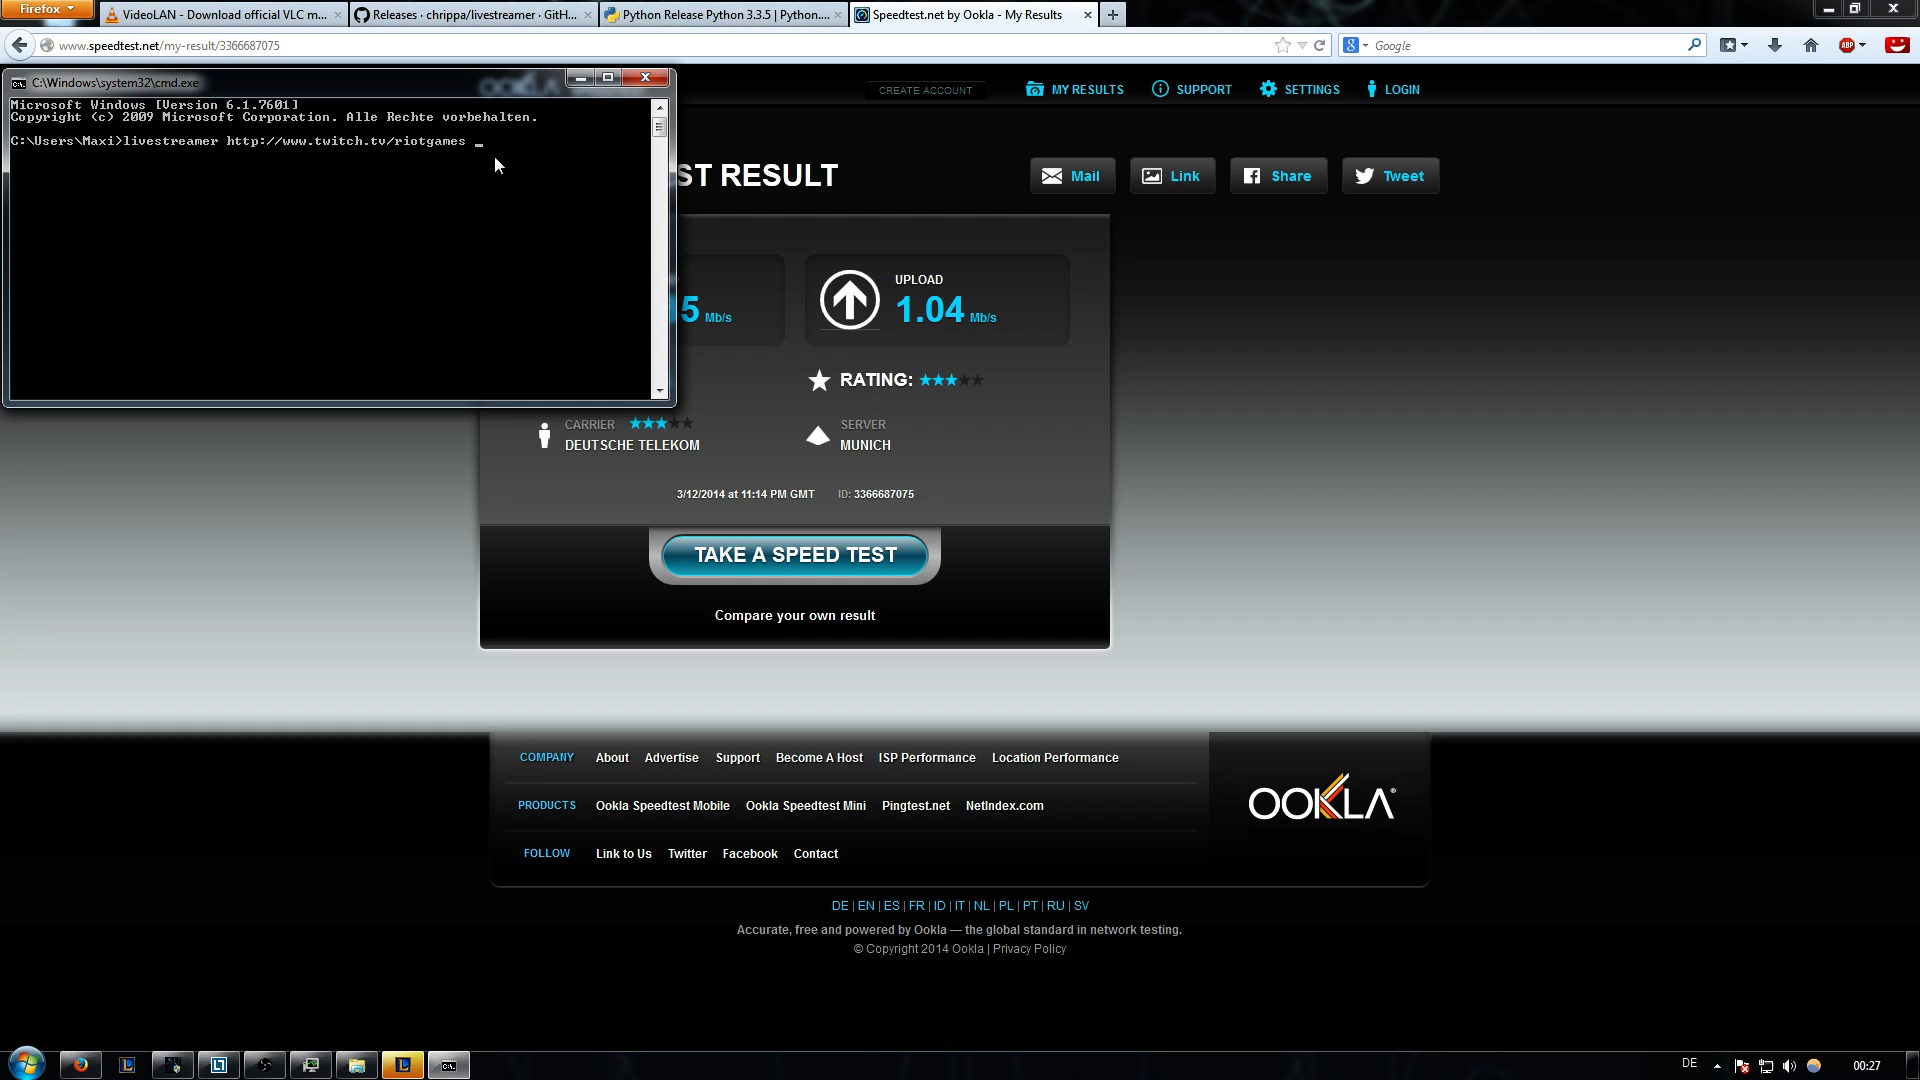 Firefox
VideoLAN - Download official VLC m...
Releases · chrippa/livestreamer · GitH...
Python Release Python 3.3.5 | Python....
Speedtest.net by Ookla - My Results
www.speedtest.net/my-result/3366687075
Google
ABP
C:\Windows\system32\cmd.exe
Microsoft Windows [Version 6.1.7601]
Copyright (c) 2009 Microsoft Corporation. Alle Rechte vorbehalten.
C:\Users\Maxi>livestreamer http://www.twitch.tv/riotgames _
CREATE ACCOUNT
MY RESULTS
SUPPORT
SETTINGS
LOGIN
ST RESULT
Mail
Link
Share
Tweet
5 Mb/s
UPLOAD
1.04 Mb/s
RATING:
CARRIER
DEUTSCHE TELEKOM
SERVER
MUNICH
3/12/2014 at 11:14 PM GMT
ID: 3366687075
TAKE A SPEED TEST
Compare your own result
COMPANY About Advertise Support Become A Host ISP Performance Location Performance
PRODUCTS Ookla Speedtest Mobile Ookla Speedtest Mini Pingtest.net NetIndex.com
FOLLOW Link to Us Twitter Facebook Contact
OOKLA®
DE | EN | ES | FR | ID | IT | NL | PL | PT | RU | SV
Accurate, free and powered by Ookla — the global standard in network testing.
© Copyright 2014 Ookla | Privacy Policy
DE
00:27